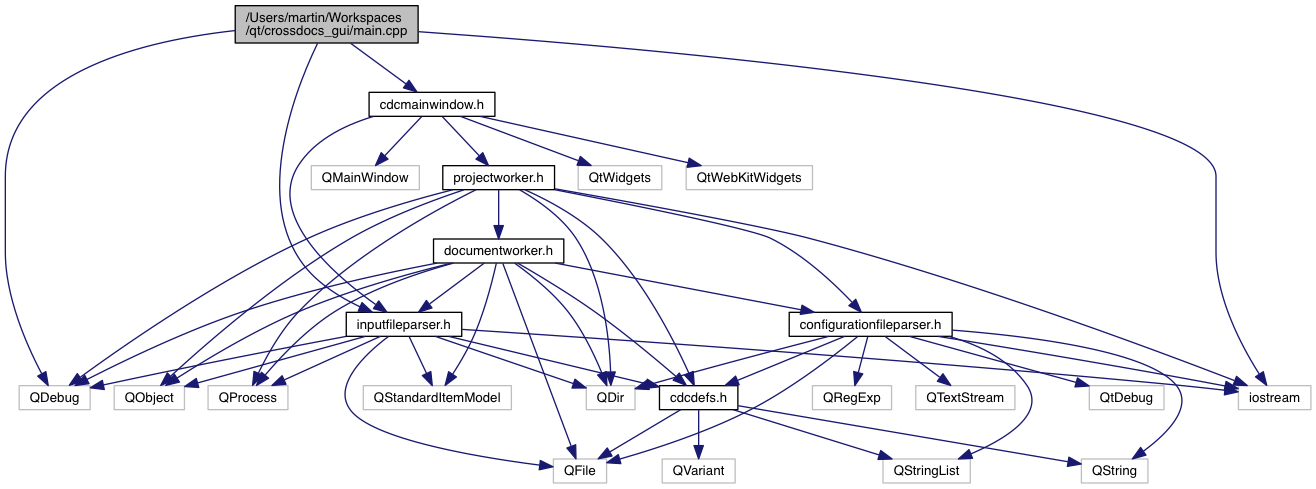 /Users/martin/Workspaces
/qt/crossdocs_gui/main.cpp
cdcmainwindow.h
QMainWindow
projectworker.h
QtWidgets
QtWebKitWidgets
documentworker.h
inputfileparser.h
configurationfileparser.h
QDebug
QObject
QProcess
QStandardItemModel
QDir
cdcdefs.h
QRegExp
QTextStream
QtDebug
iostream
QFile
QVariant
QStringList
QString